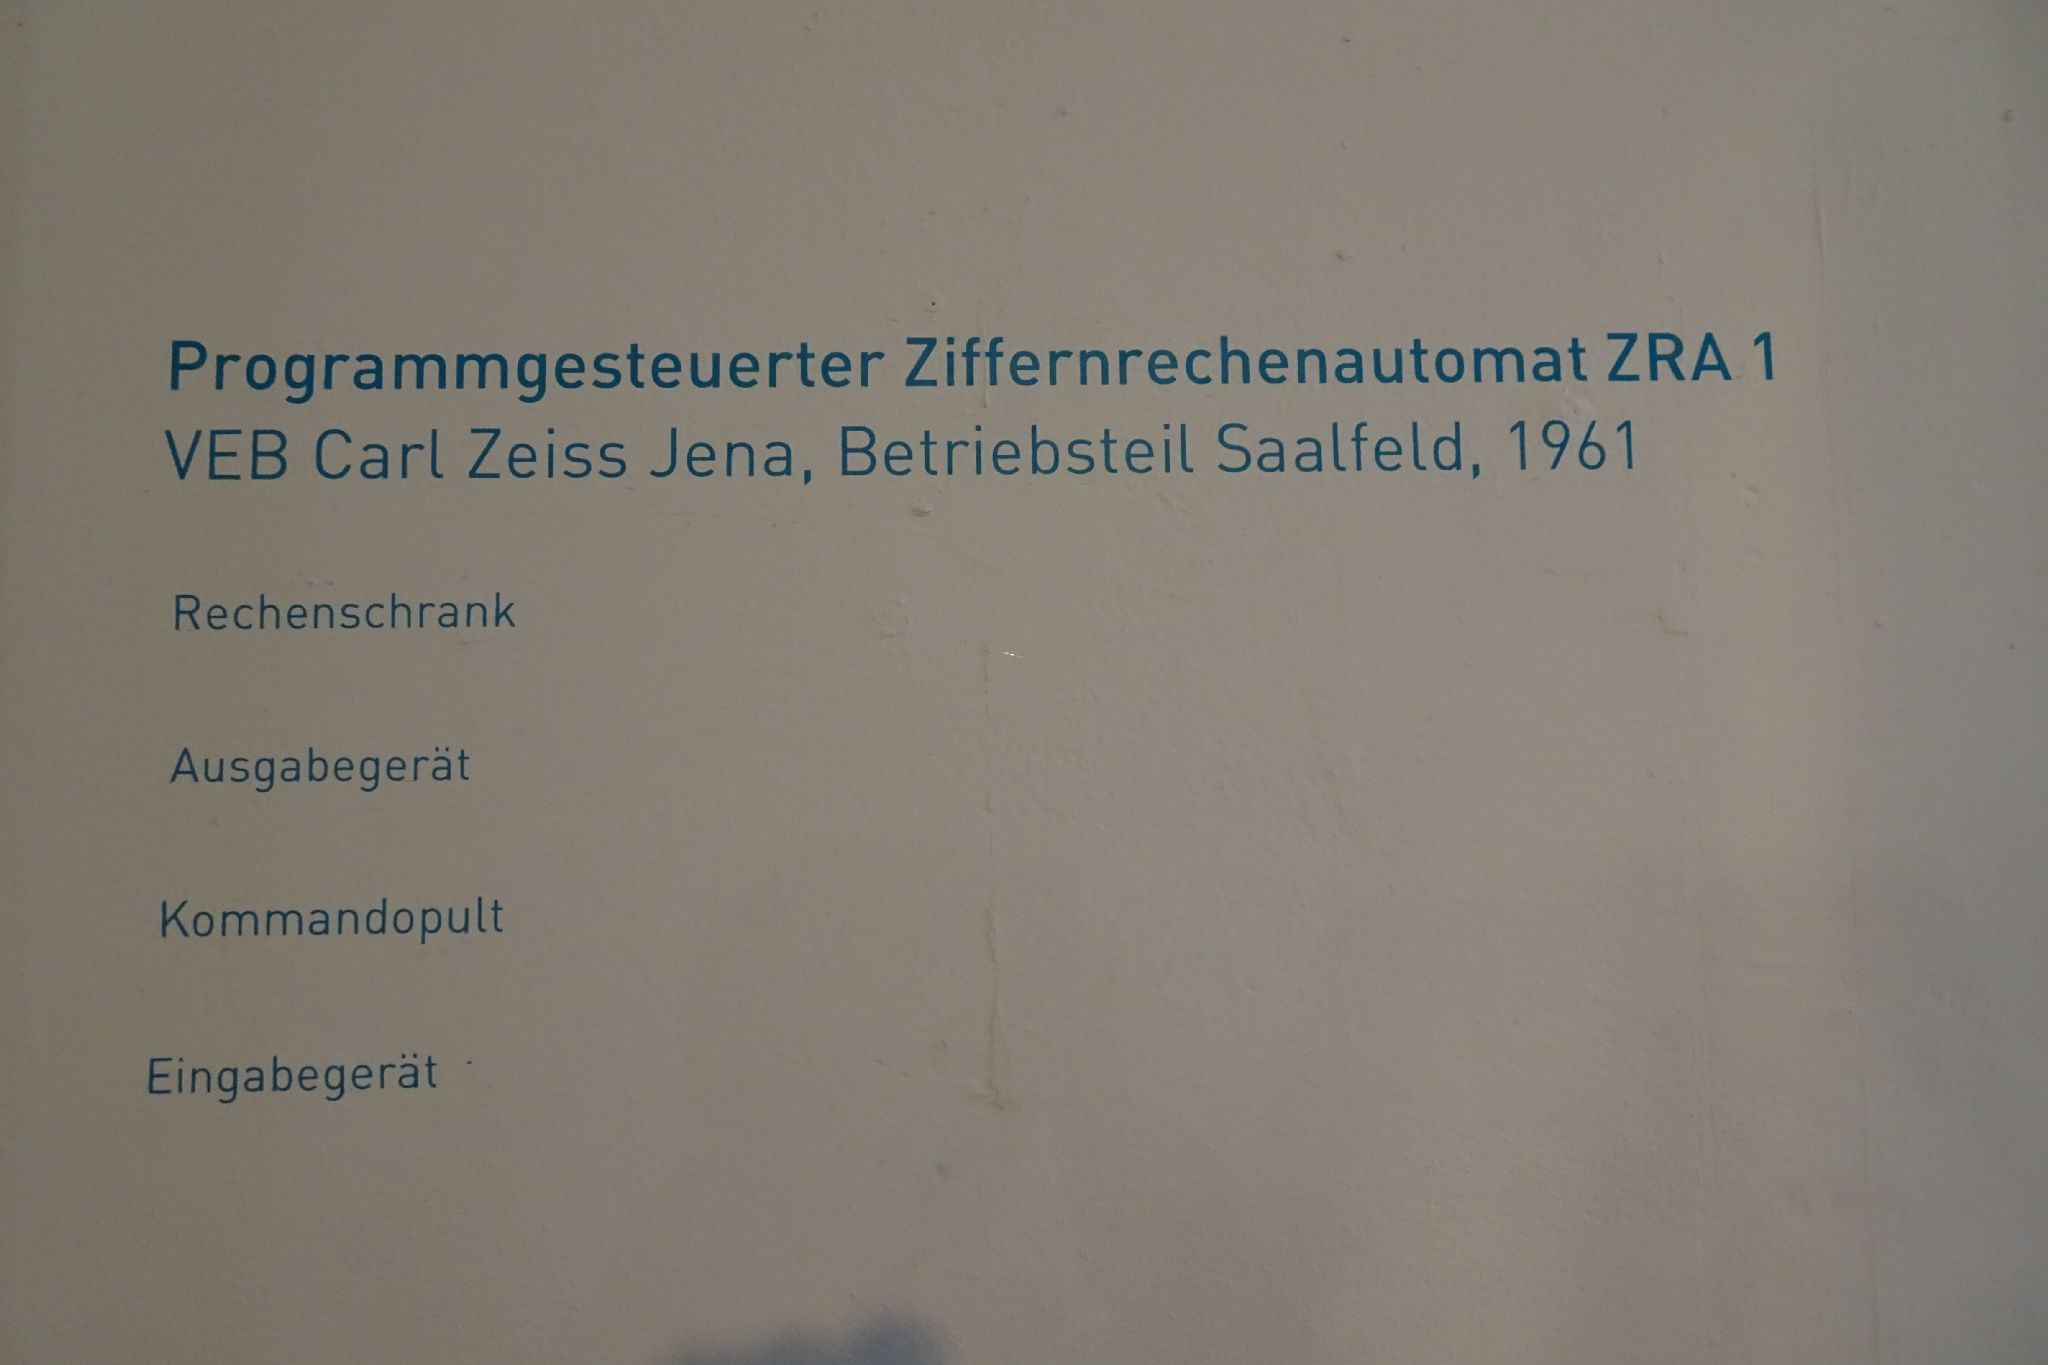 Programmgesteuerter Ziffernrechenautomat ZRA 1
VEB Carl Zeiss Jena, Betriebsteil Saalfeld, 1961
Rechenschrank
Ausgabegerät
Kommandopult
Eingabegerät